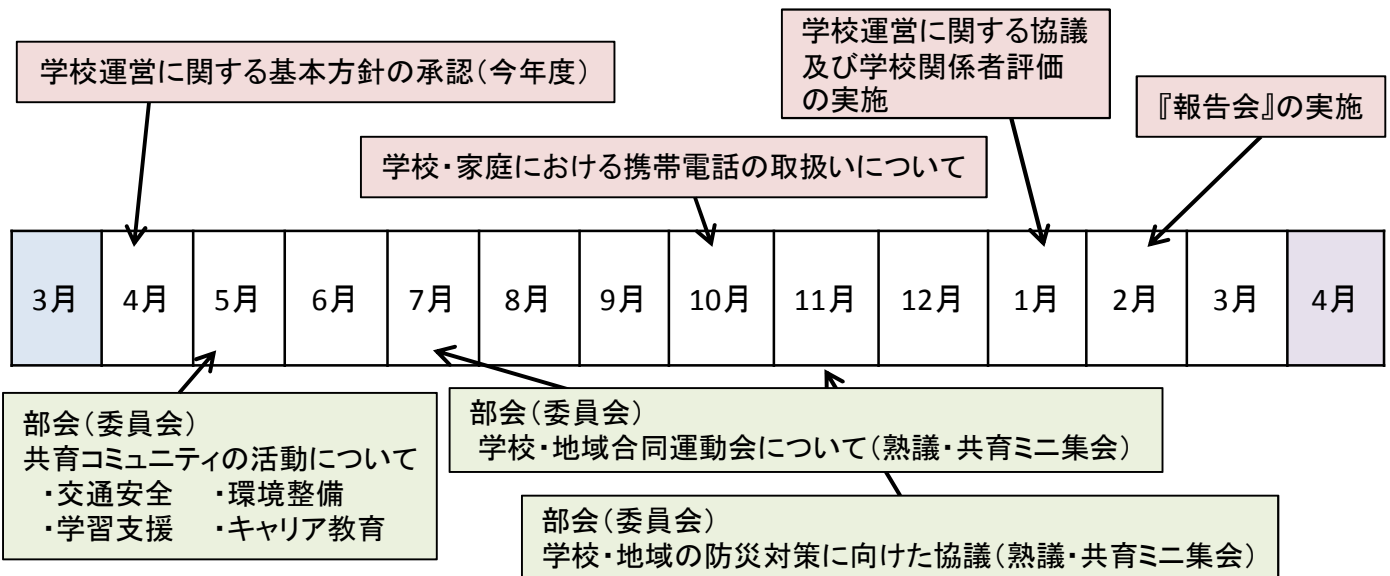 学校運営に関する基本方針の承認(今年度)
学校運営に関する協議
及び学校関係者評価
の実施
『報告会』の実施
学校・家庭における携帯電話の取扱いについて
3月 4月 5月 6月 7月 8月 9月 10月 11月 12月 1月 2月 3月 4月
部会(委員会)
共育コミュニティの活動について
・交通安全 ・環境整備
・学習支援 ・キャリア教育
部会(委員会)
学校・地域合同運動会について(熟議・共育ミニ集会)
部会(委員会)
学校・地域の防災対策に向けた協議(熟議・共育ミニ集会)